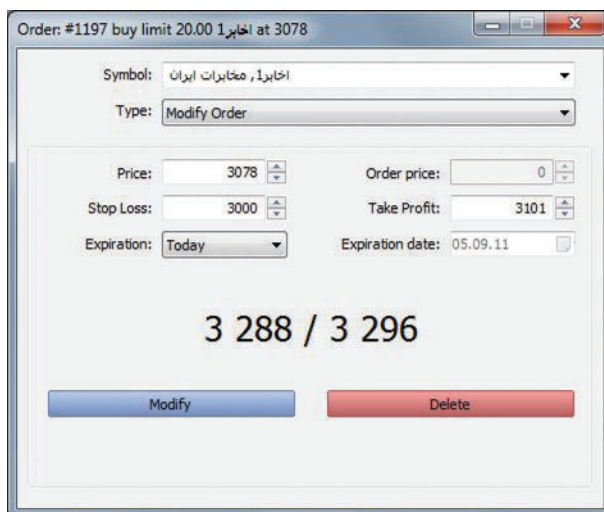 Order: #1197 buy limit 20.00 اخابر1 at 3078
Symbol: اخابر1, مخابرات ایران
Type: Modify Order
Price: 3078 Order price: 0
Stop Loss: 3000 Take Profit: 3101
Expiration: Today Expiration date: 05.09.11
3 288 / 3 296
Modify Delete